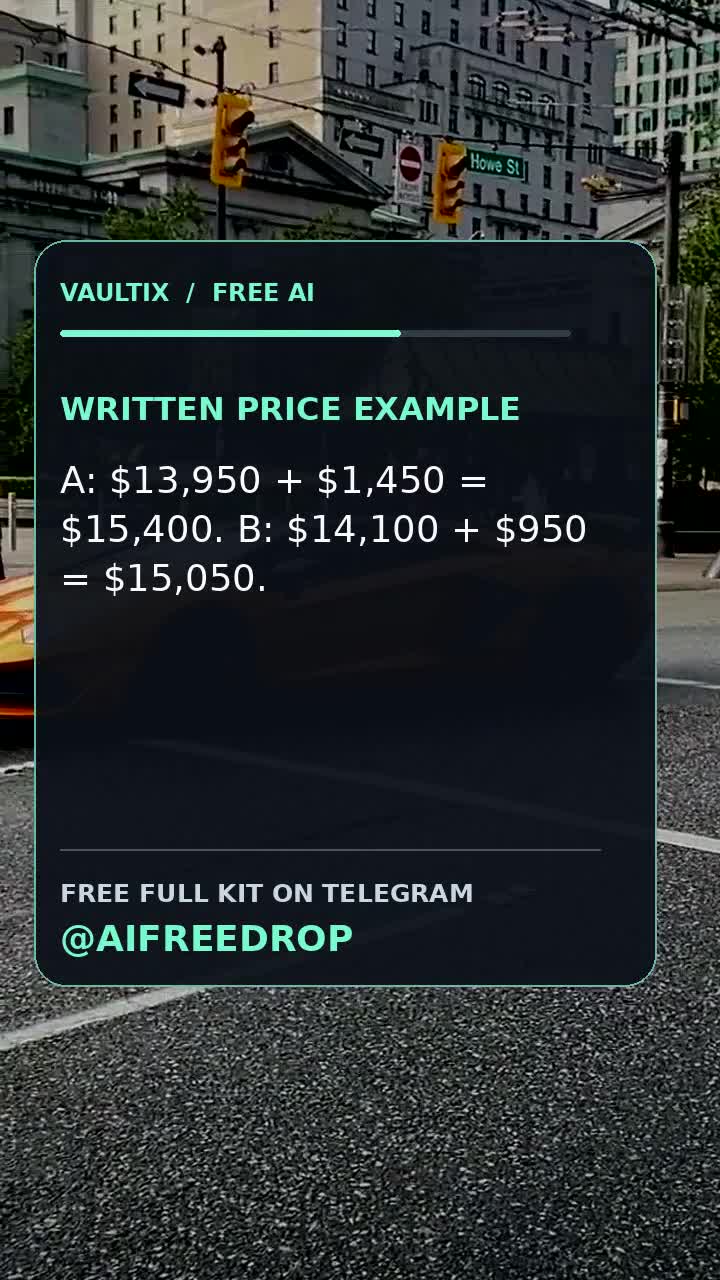 Howe St
VAULTIX / FREE AI
WRITTEN PRICE EXAMPLE
A: $13,950 + $1,450 =
$15,400. B: $14,100 + $950
= $15,050.
FREE FULL KIT ON TELEGRAM
@AIFREEDROP